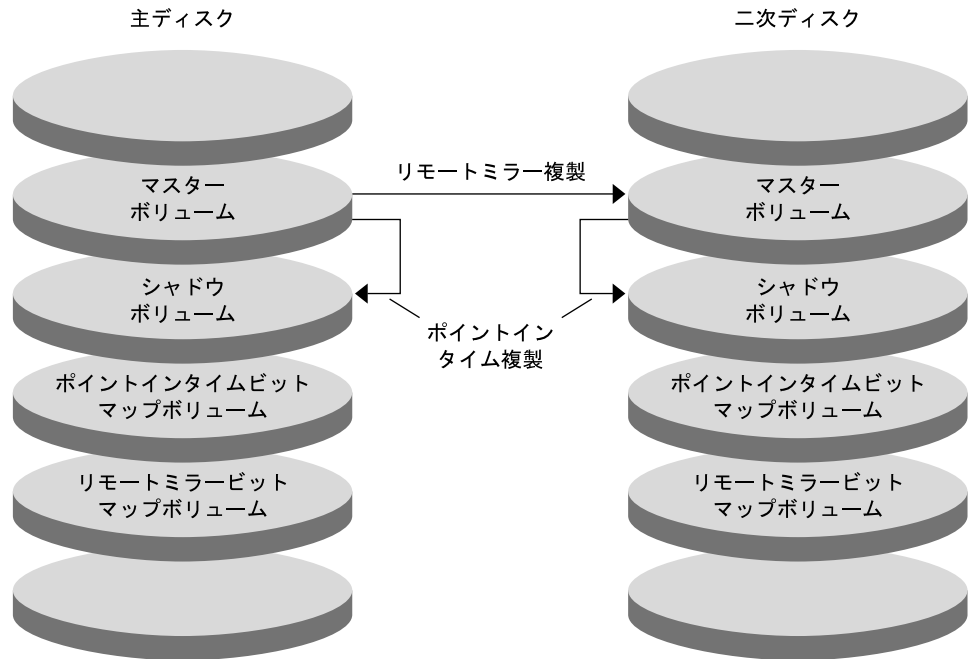 主ディスク
二次ディスク
マスター
ボリューム
リモートミラー複製
マスター
ボリューム
シャドウ
ボリューム
シャドウ
ボリューム
ポイントイン
タイム複製
ポイントインタイムビット
マップボリューム
ポイントインタイムビット
マップボリューム
リモートミラービット
マップボリューム
リモートミラービット
マップボリューム